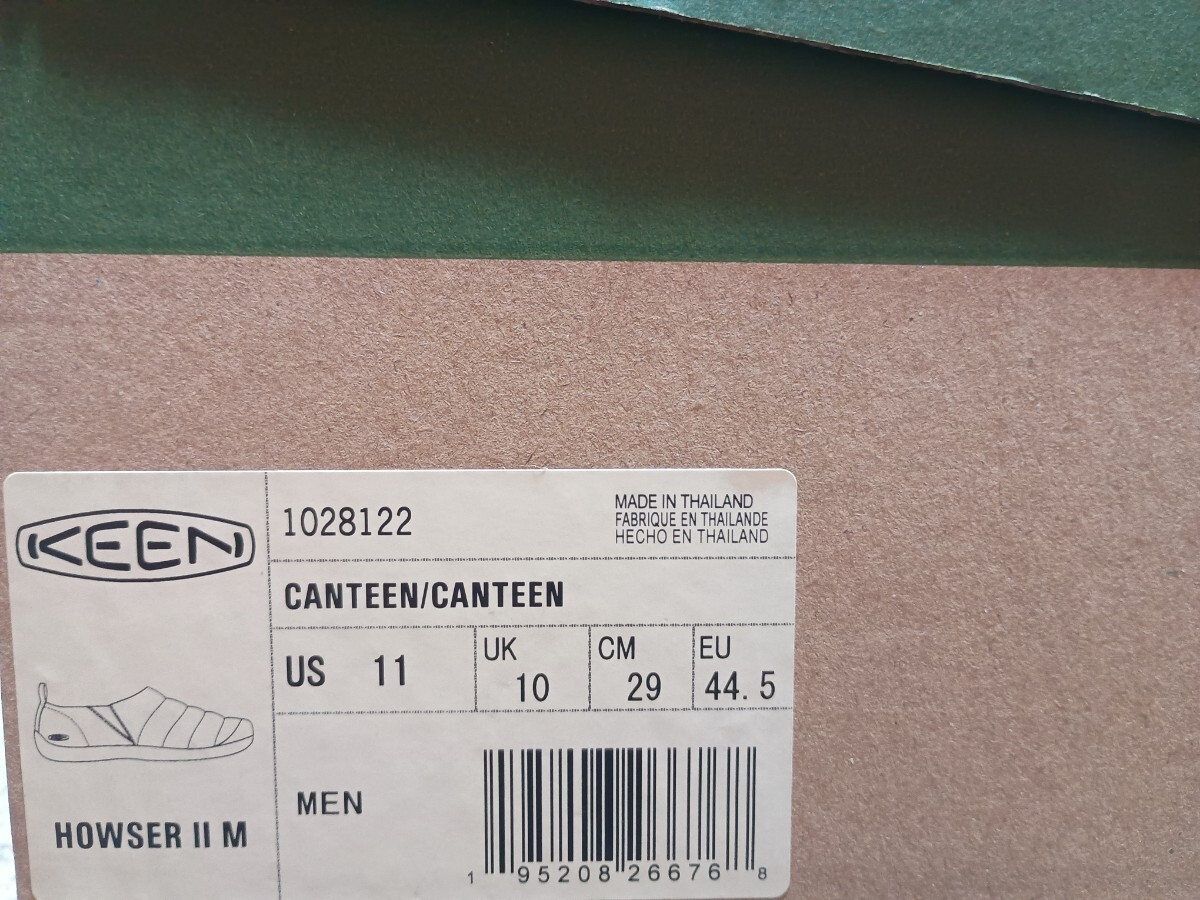 KEEN
1028122
MADE IN THAILAND
FABRIQUE EN THAILANDE
HECHO EN THAILAND
CANTEEN/CANTEEN
US 11
UK 10
CM 29
EU 44.5
HOWSER II M
MEN
1 95208 26676 8